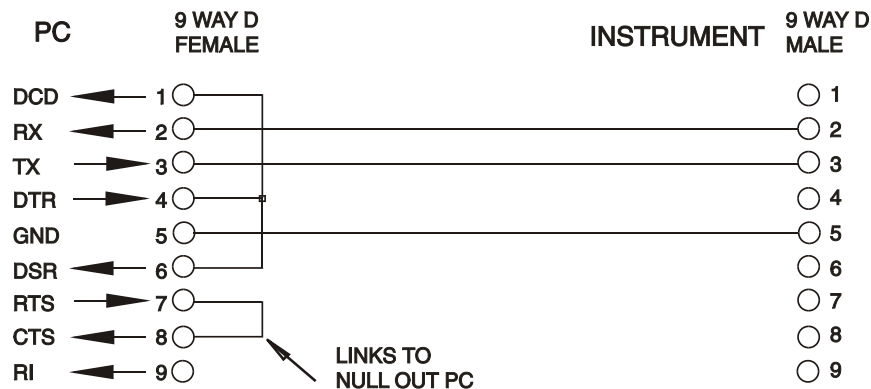 PC
9 WAY D
FEMALE
INSTRUMENT
9 WAY D
MALE
DCD 1 1
RX 2 2
TX 3 3
DTR 4 4
GND 5 5
DSR 6 6
RTS 7 7
CTS 8 8
RI 9 9
LINKS TO
NULL OUT PC